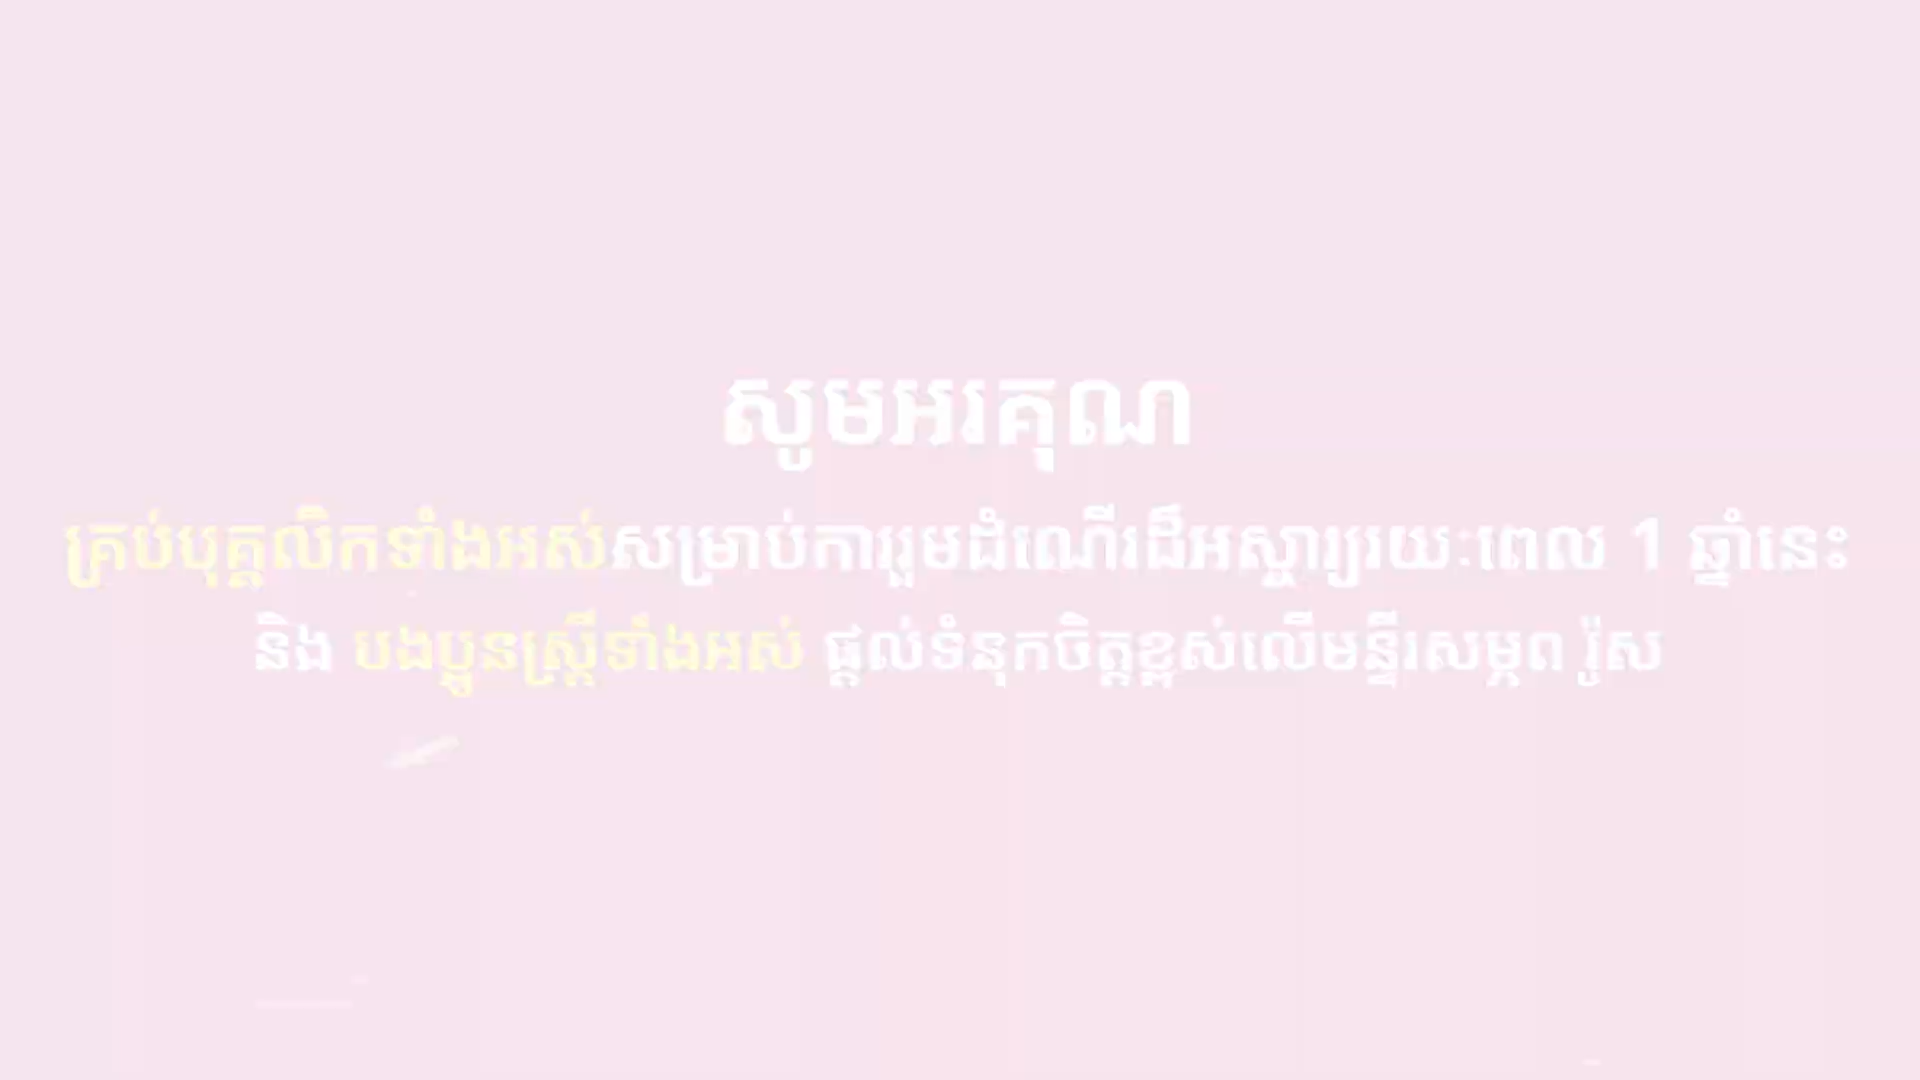 សូមអរគុណ
គ្រប់បុគ្គលិកទាំងអស់សម្រាប់ការរួមដំណើរដ៏អស្ចារ្យរយៈពេល 1 ឆ្នាំនេះ
និង បងប្អូនស្ត្រីទាំងអស់ ផ្តល់ទំនុកចិត្តខ្ពស់លើមន្ទីរសម្ភព រ៉ូស